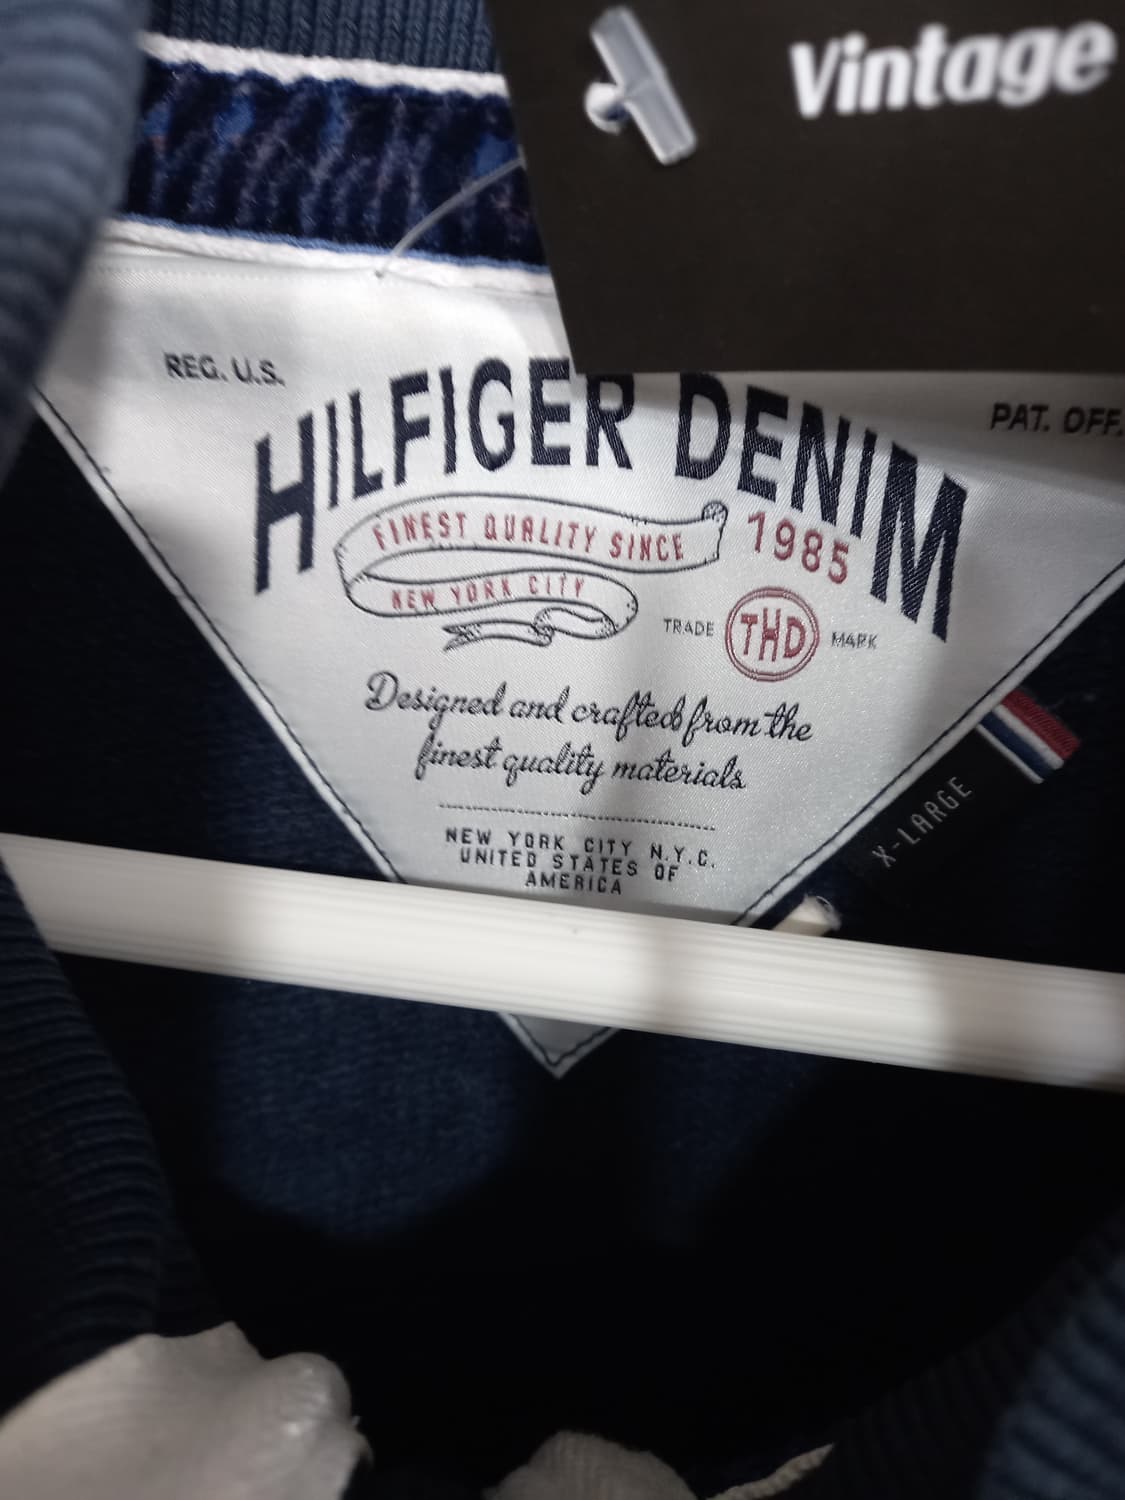 Vintage
REG. U.S.
PAT. OFF.
HILFIGER DENIM
FINEST QUALITY SINCE
1985
NEW YORK CITY
TRADE THD MARK
Designed and crafted from the
finest quality materials
NEW YORK CITY N.Y.C.
UNITED STATES OF
AMERICA
X-LARGE